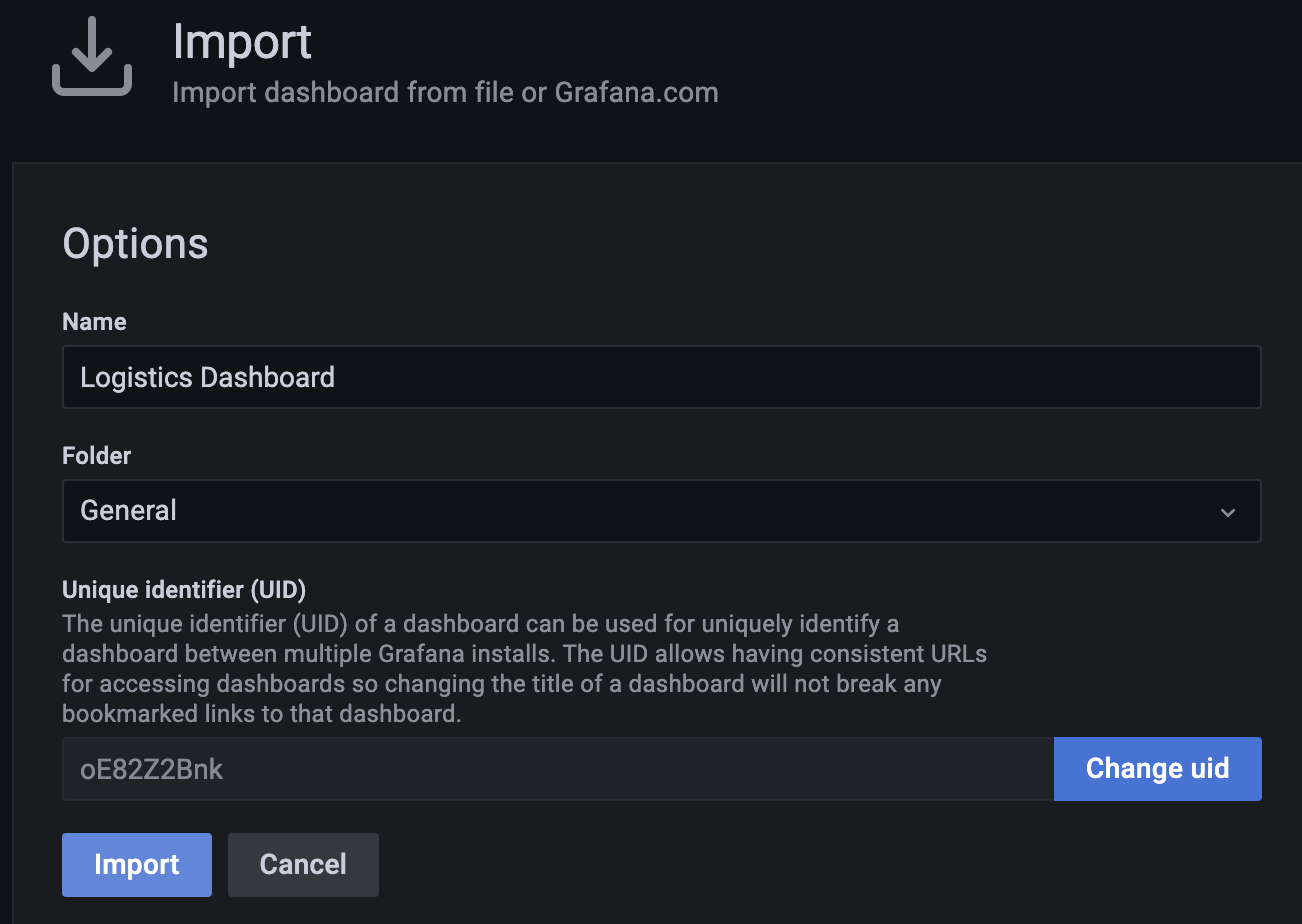 Import
Import dashboard from file or Grafana.com
Options
Name
Logistics Dashboard
Folder
General
Unique identifier (UID)
The unique identifier (UID) of a dashboard can be used for uniquely identify a
dashboard between multiple Grafana installs. The UID allows having consistent URLs
for accessing dashboards so changing the title of a dashboard will not break any
bookmarked links to that dashboard.
oE82Z2Bnk
Change uid
Import
Cancel